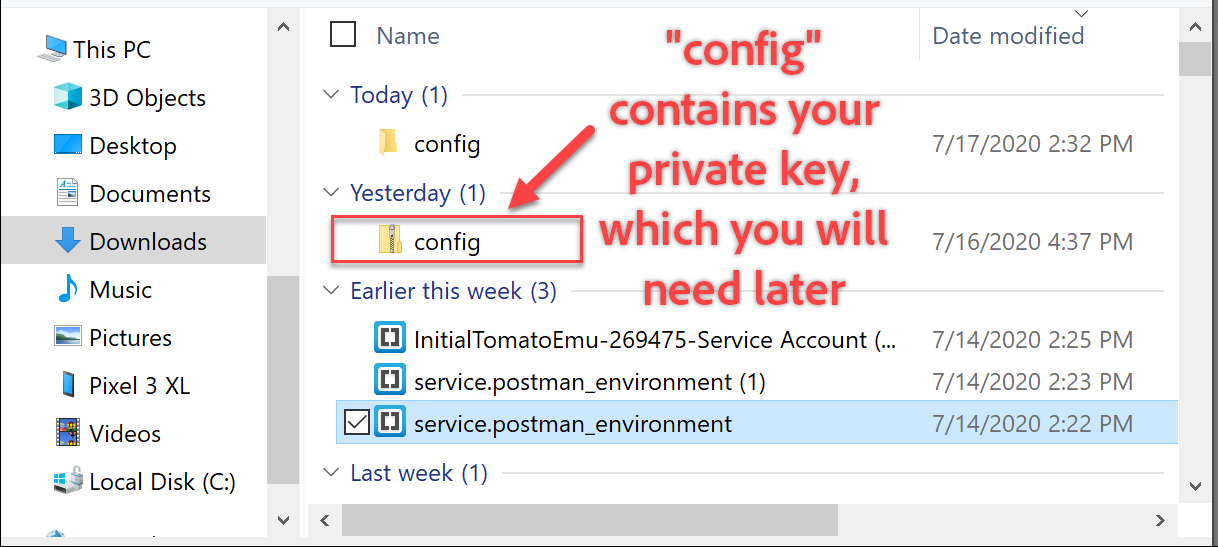 This PC
3D Objects
Desktop
Documents
Downloads
Music
Pictures
Pixel 3 XL
Videos
Local Disk (C:)
Name
Date modified
Today (1)
config
7/17/2020 2:32 PM
Yesterday (1)
config
7/16/2020 4:37 PM
Earlier this week (3)
InitialTomatoEmu-269475-Service Account (...
7/14/2020 2:25 PM
service.postman_environment (1)
7/14/2020 2:23 PM
service.postman_environment
7/14/2020 2:22 PM
Last week (1)
"config"
contains your
private key,
which you will
need later